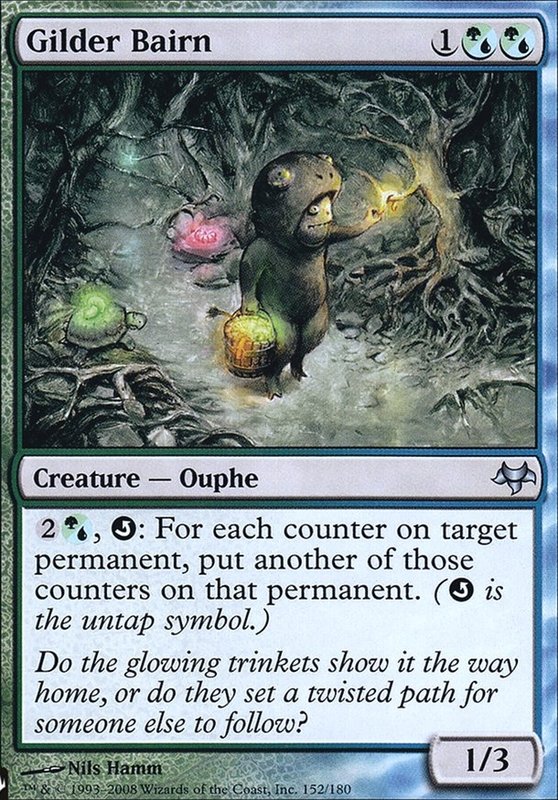 Gilder Bairn 1
Creature — Ouphe
2 , : For each counter on target
permanent, put another of those
counters on that permanent. ( is
the untap symbol.)
Do the glowing trinkets show it the way
home, or do they set a twisted path for
someone else to follow?
1/3
Nils Hamm
™ & © 1993–2008 Wizards of the Coast, Inc. 152/180